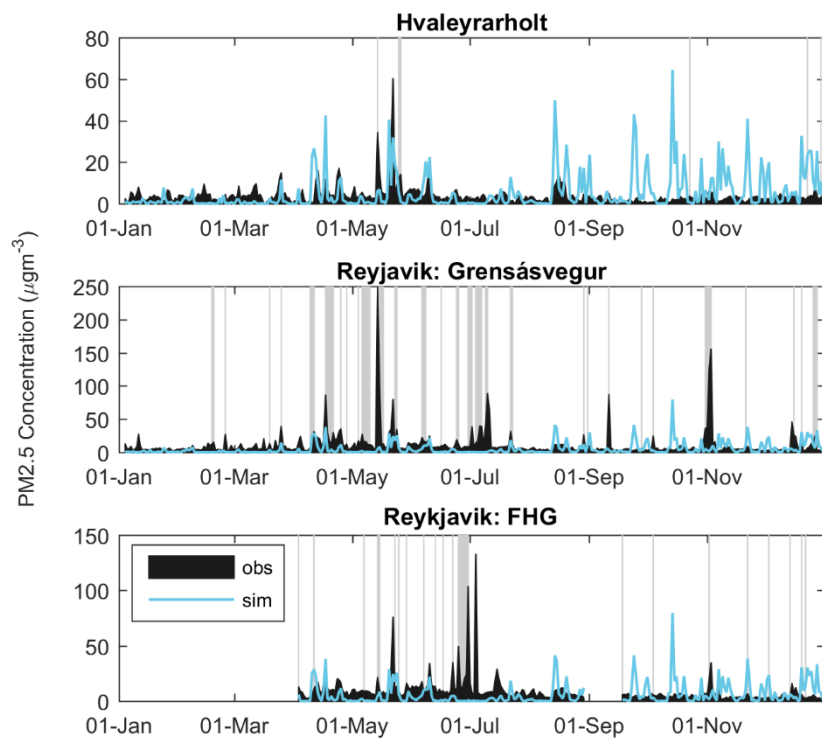 Hvaleyrarholt
80
60
40
20
0
01-Jan 01-Mar 01-May 01-Jul 01-Sep 01-Nov
Reyjavik: Grensásvegur
250
200
150
100
50
0
01-Jan 01-Mar 01-May 01-Jul 01-Sep 01-Nov
PM2.5 Concentration (μgm⁻³)
Reykjavik: FHG
150
100
50
0
obs
sim
01-Jan 01-Mar 01-May 01-Jul 01-Sep 01-Nov